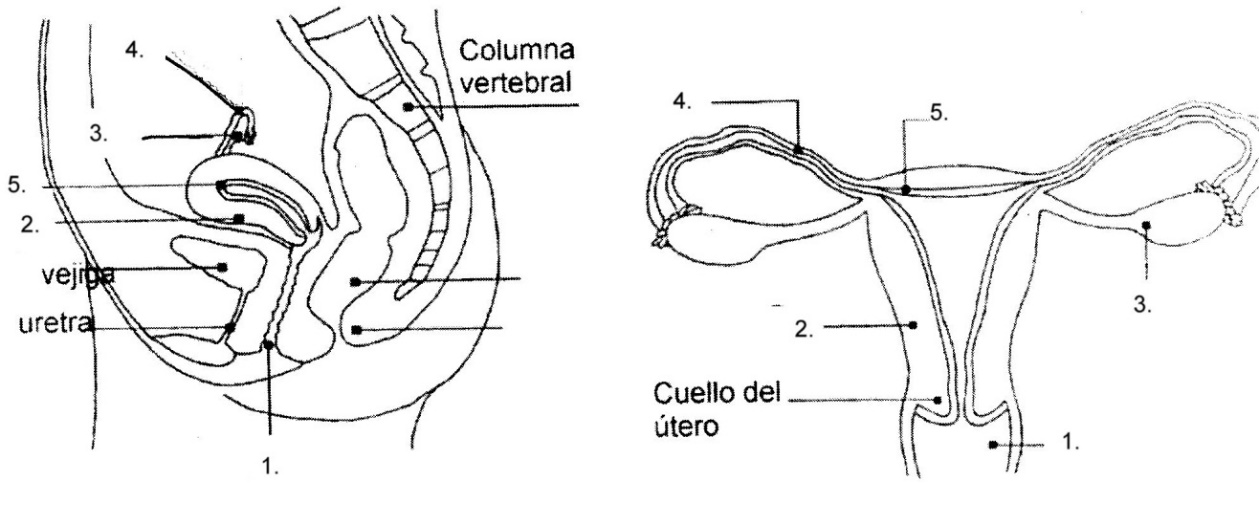 4.
Columna
vertebral
3.
5.
2.
vejiga
uretra
1.
4.
5.
3.
2.
Cuello del
útero
1.